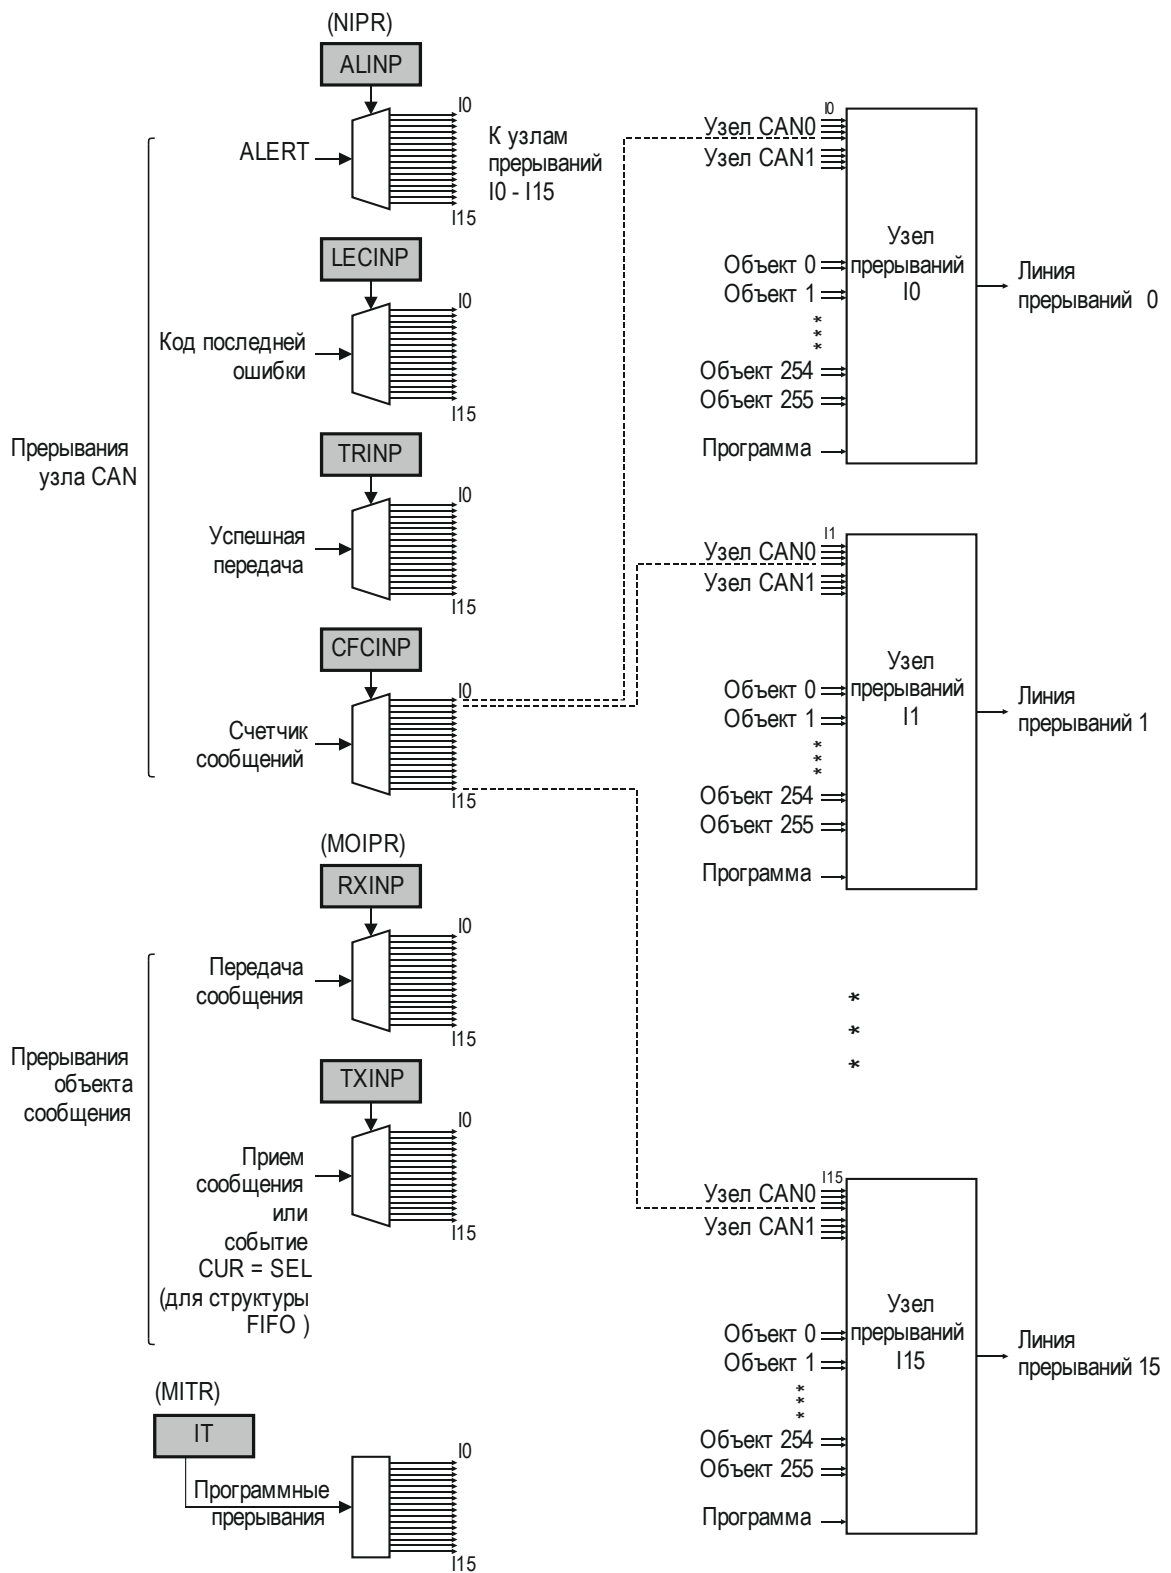 (NIPR)
ALINP
I0
ALERT
К узлам
прерываний
I0 - I15
I15
LECINP
I0
Код последней
ошибки
I15
Прерывания
узла CAN
TRINP
I0
Успешная
передача
I15
CFCINP
I0
Счетчик
сообщений
I15
(MOIPR)
RXINP
I0
Передача
сообщения
I15
Прерывания
объекта
сообщения
TXINP
I0
Прием
сообщения
или
событие
CUR = SEL
(для структуры
FIFO )
I15
(MITR)
IT
I0
Программные
прерывания
I15
I0
Узел CAN0
Узел CAN1
Объект 0
Объект 1
* * *
Объект 254
Объект 255
Программа
Узел
прерываний
I0
Линия
прерываний 0
I1
Узел CAN0
Узел CAN1
Объект 0
Объект 1
* * *
Объект 254
Объект 255
Программа
Узел
прерываний
I1
Линия
прерываний 1
*
*
*
I15
Узел CAN0
Узел CAN1
Объект 0
Объект 1
* * *
Объект 254
Объект 255
Программа
Узел
прерываний
I15
Линия
прерываний 15